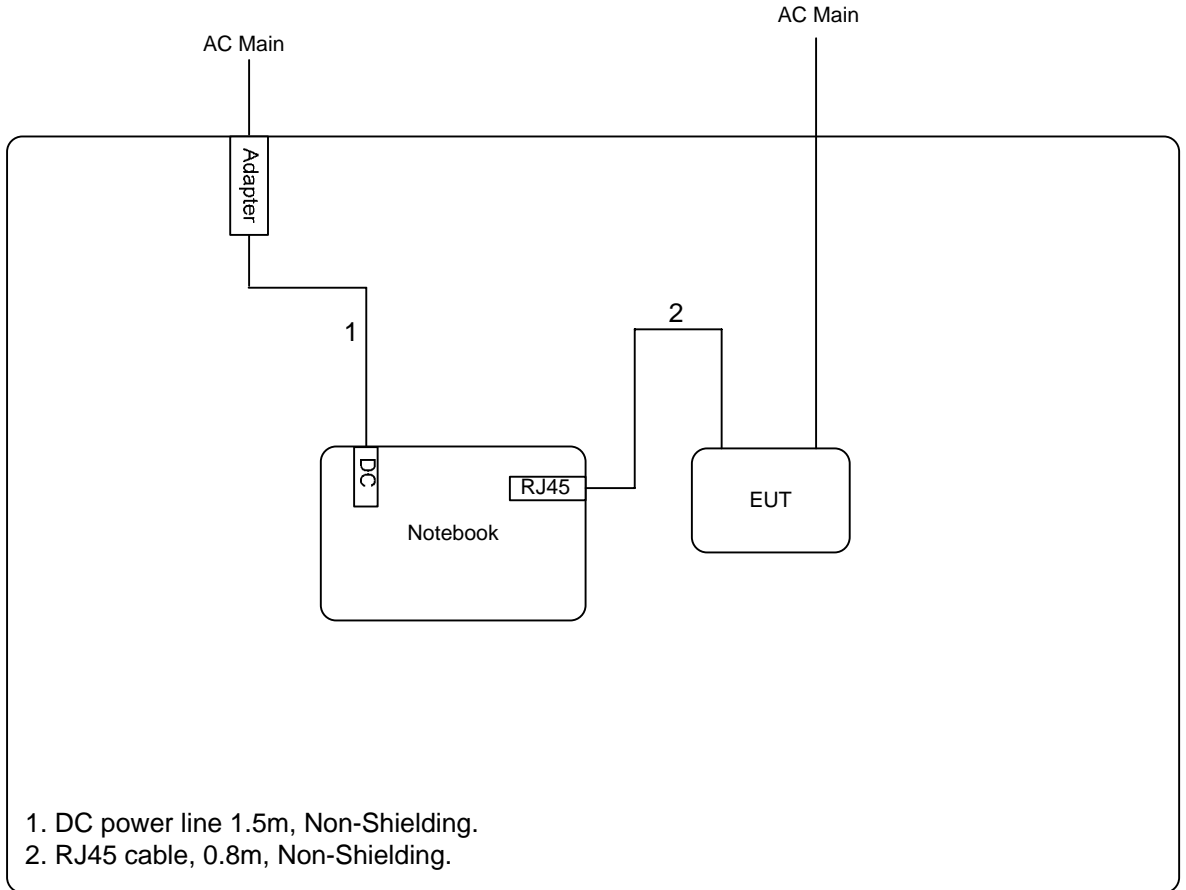 AC Main
AC Main
Adapter
1
2
DC
RJ45
Notebook
EUT
1. DC power line 1.5m, Non-Shielding.
2. RJ45 cable, 0.8m, Non-Shielding.